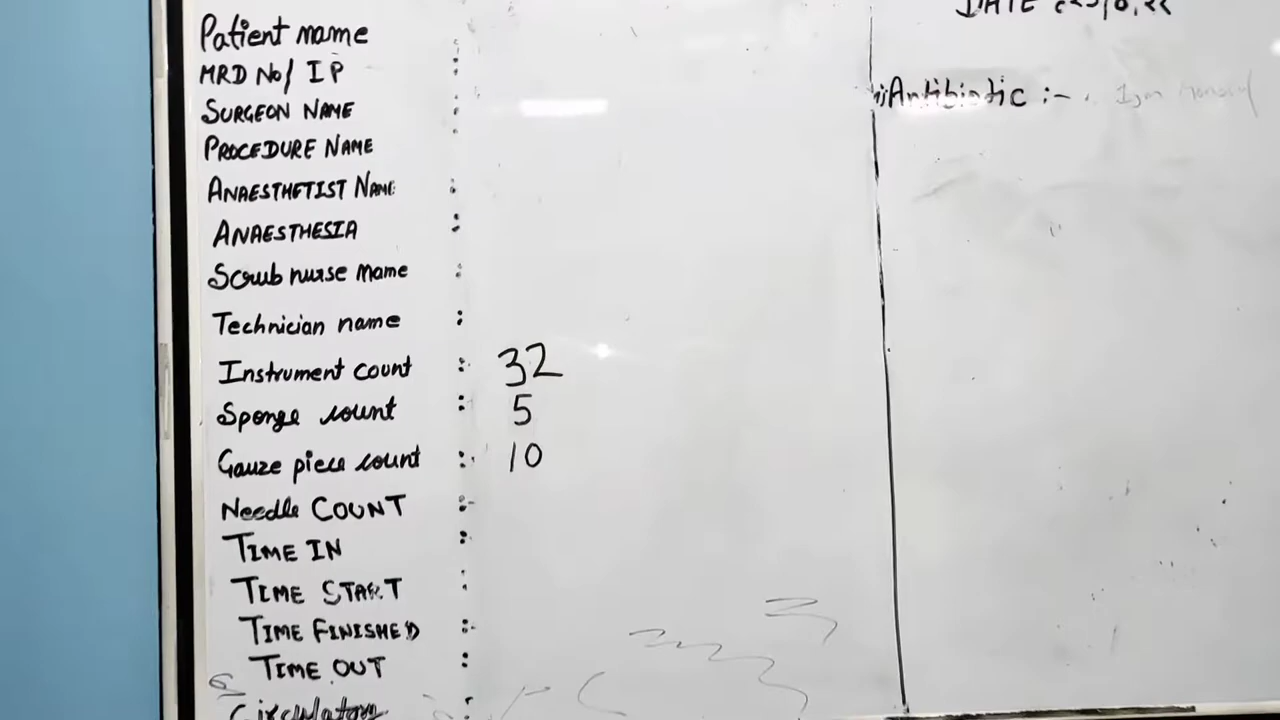 Patient name
MRD No/ IP :
SURGEON NAME :
PROCEDURE NAME
ANAESTHETIST NAME :
ANAESTHESIA :
Scrub nurse name :
Technician name :
Instrument count : 32
Sponge count : 5
Gauze piece count : 10
Needle COUNT :-
TIME IN :
TIME START :
TIME FINISHED :-
TIME OUT :
Circulatory :
DATE
Antibiotic :-